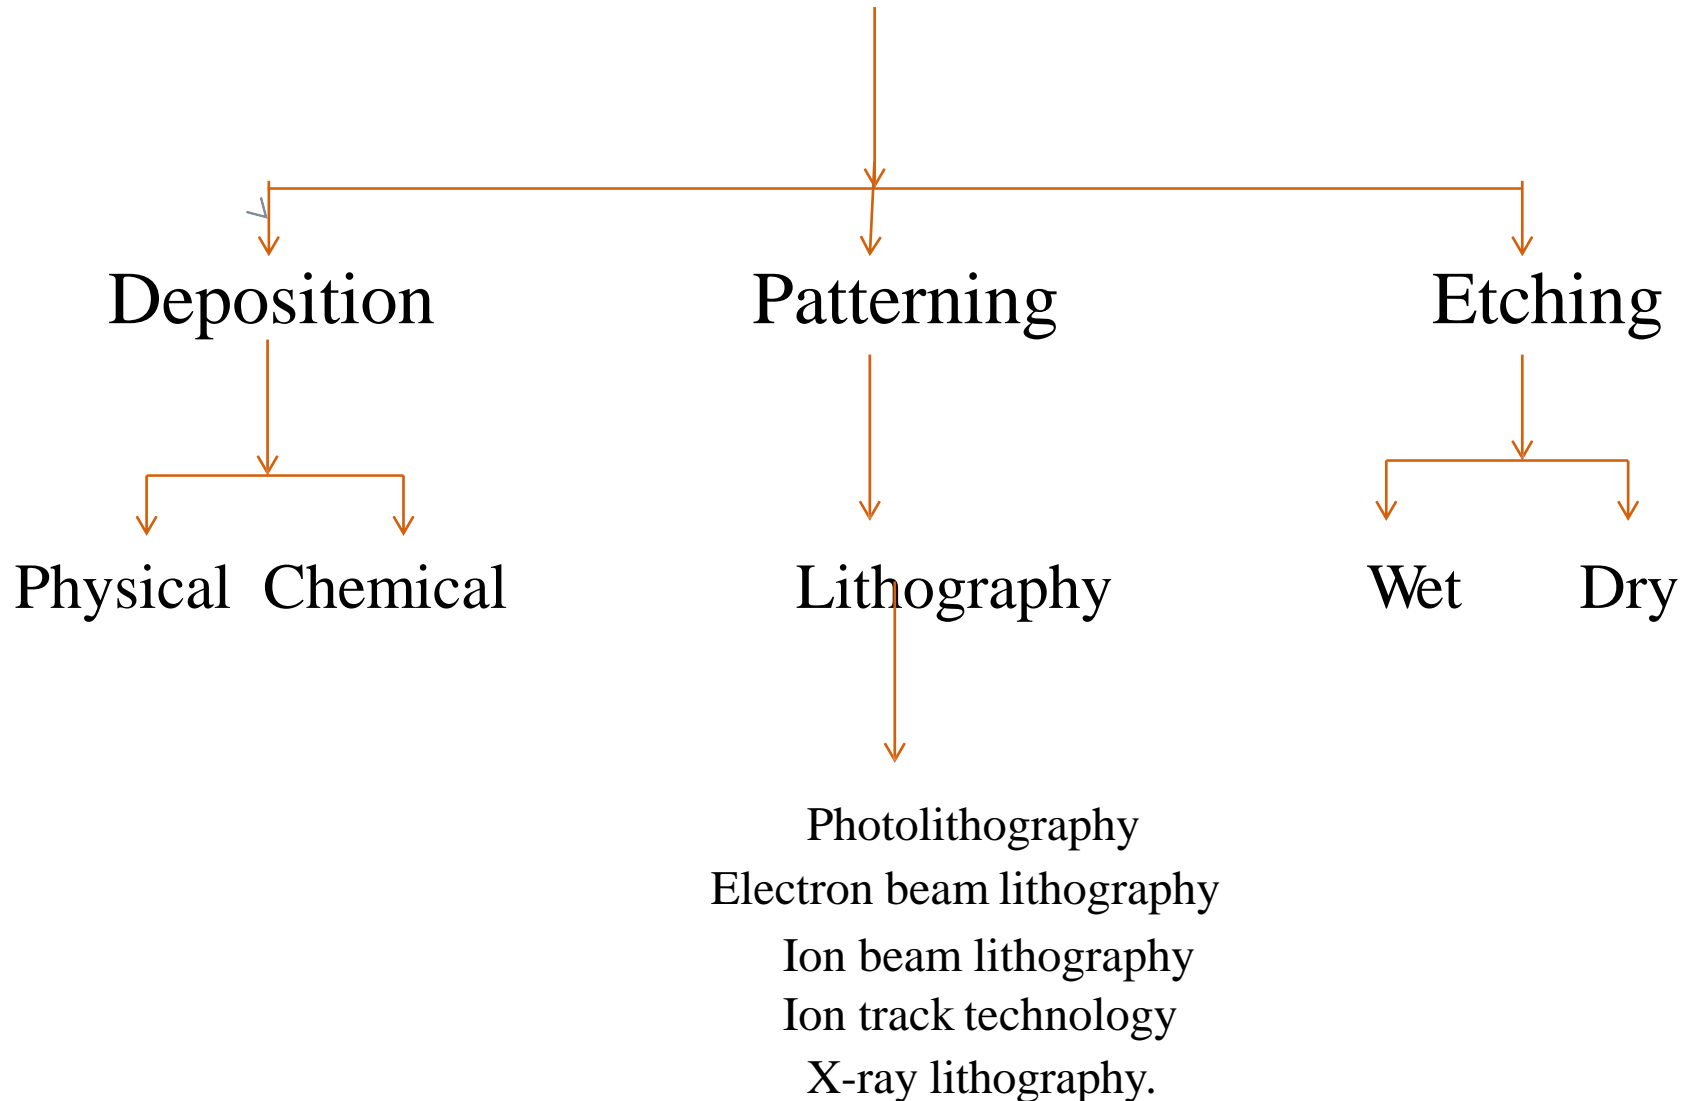 Deposition Patterning Etching
Physical Chemical Lithography Wet Dry
Photolithography
Electron beam lithography
Ion beam lithography
Ion track technology
X-ray lithography.